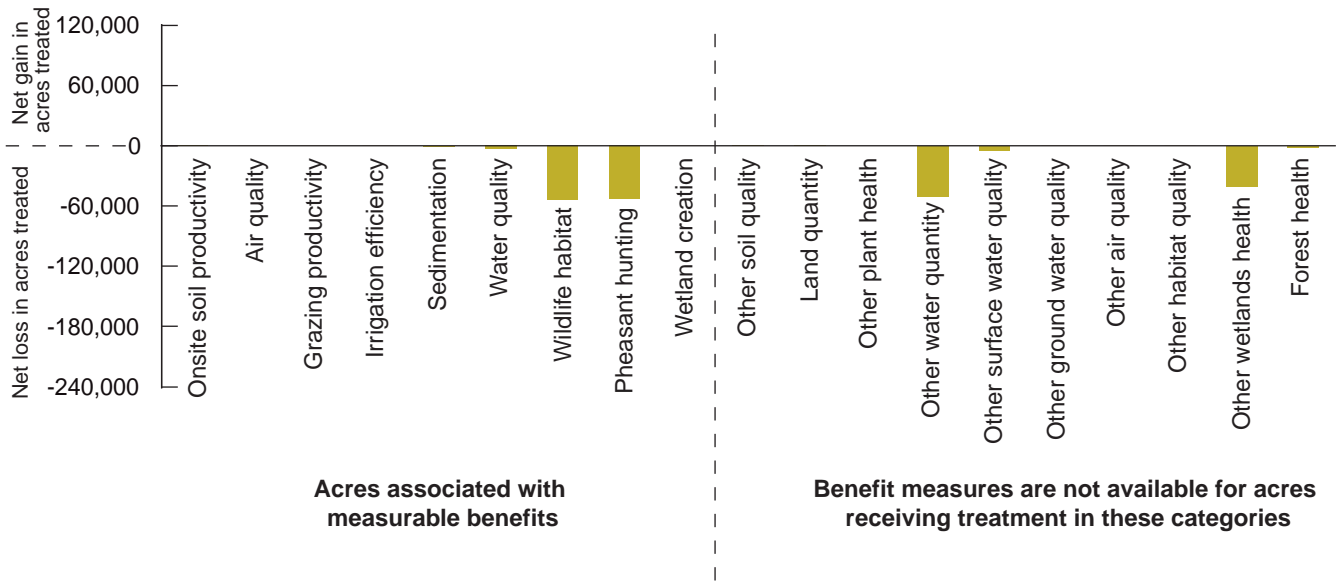 Net gain in
acres treated
Net loss in acres treated
120,000
60,000
0
-60,000
-120,000
-180,000
-240,000
Onsite soil productivity
Air quality
Grazing productivity
Irrigation efficiency
Sedimentation
Water quality
Wildlife habitat
Pheasant hunting
Wetland creation
Other soil quality
Land quantity
Other plant health
Other water quantity
Other surface water quality
Other ground water quality
Other air quality
Other habitat quality
Other wetlands health
Forest health
Acres associated with
measurable benefits
Benefit measures are not available for acres
receiving treatment in these categories